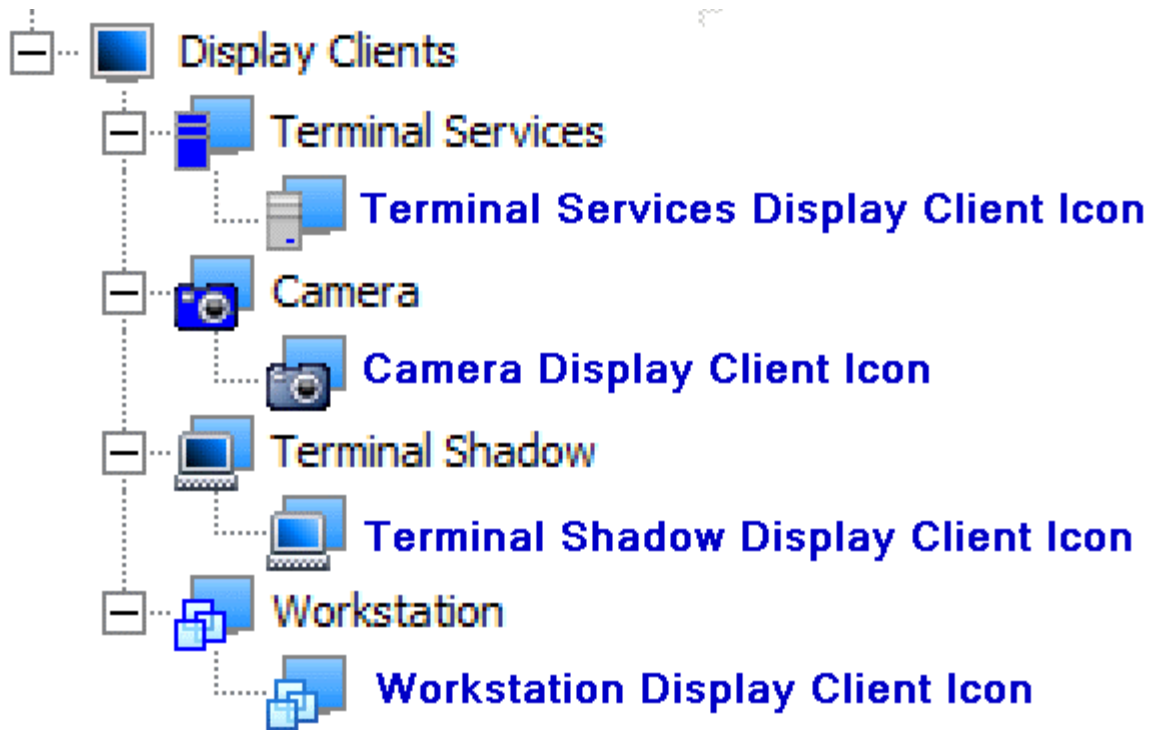 Display Clients
Terminal Services
Terminal Services Display Client Icon
Camera
Camera Display Client Icon
Terminal Shadow
Terminal Shadow Display Client Icon
Workstation
Workstation Display Client Icon